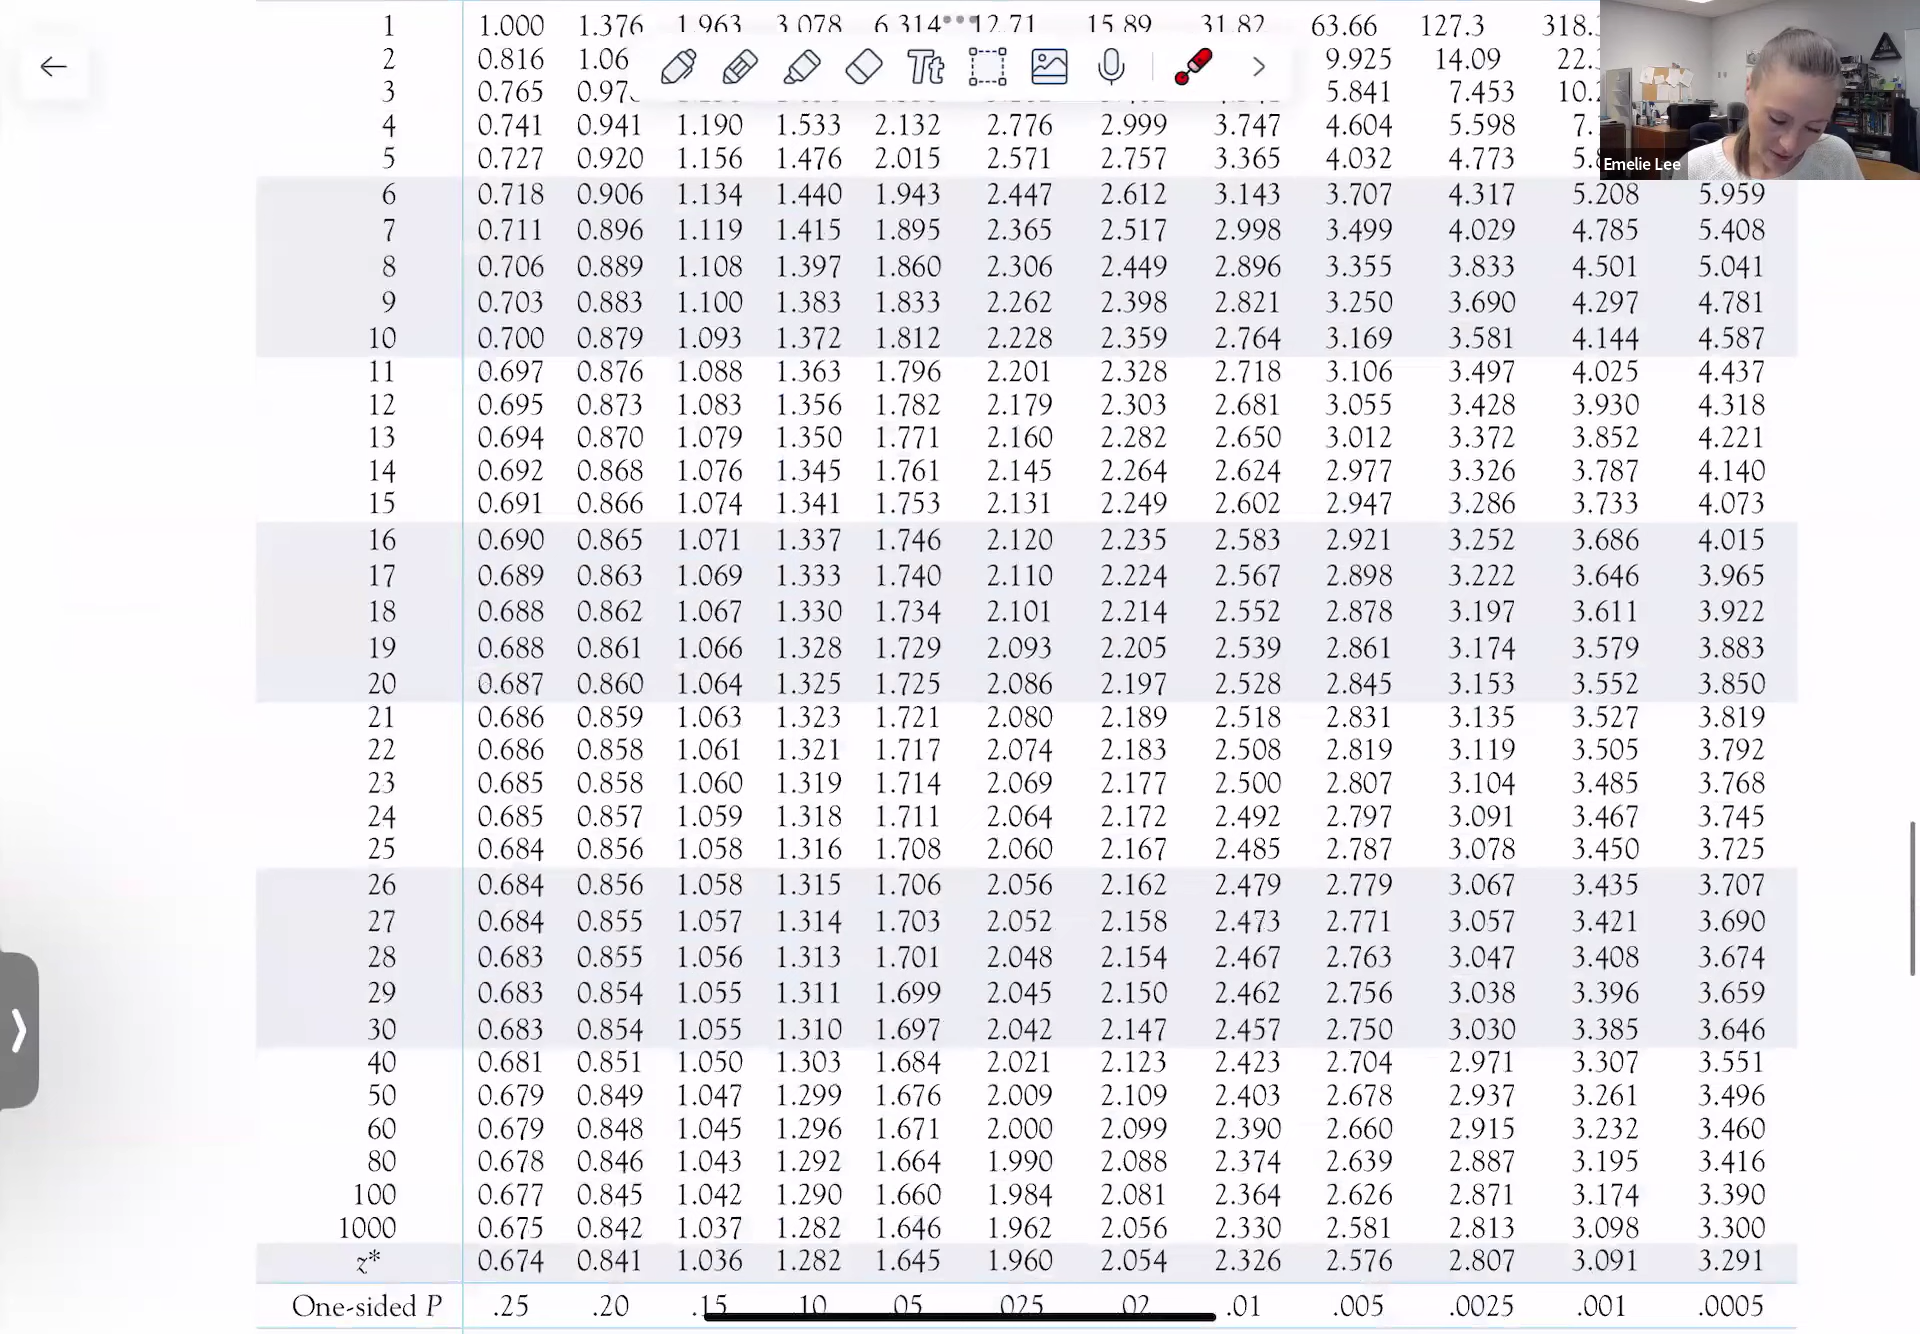 1 1.000 1.376 1.963 3.078 6.314 12.71 15.89 31.82 63.66 127.3 318.
2 0.816 1.06 Tt 9.925 14.09 22.
3 0.765 0.97 5.841 7.453 10.
4 0.741 0.941 1.190 1.533 2.132 2.776 2.999 3.747 4.604 5.598 7.
5 0.727 0.920 1.156 1.476 2.015 2.571 2.757 3.365 4.032 4.773 5.
Emelie Lee
6 0.718 0.906 1.134 1.440 1.943 2.447 2.612 3.143 3.707 4.317 5.208 5.959
7 0.711 0.896 1.119 1.415 1.895 2.365 2.517 2.998 3.499 4.029 4.785 5.408
8 0.706 0.889 1.108 1.397 1.860 2.306 2.449 2.896 3.355 3.833 4.501 5.041
9 0.703 0.883 1.100 1.383 1.833 2.262 2.398 2.821 3.250 3.690 4.297 4.781
10 0.700 0.879 1.093 1.372 1.812 2.228 2.359 2.764 3.169 3.581 4.144 4.587
11 0.697 0.876 1.088 1.363 1.796 2.201 2.328 2.718 3.106 3.497 4.025 4.437
12 0.695 0.873 1.083 1.356 1.782 2.179 2.303 2.681 3.055 3.428 3.930 4.318
13 0.694 0.870 1.079 1.350 1.771 2.160 2.282 2.650 3.012 3.372 3.852 4.221
14 0.692 0.868 1.076 1.345 1.761 2.145 2.264 2.624 2.977 3.326 3.787 4.140
15 0.691 0.866 1.074 1.341 1.753 2.131 2.249 2.602 2.947 3.286 3.733 4.073
16 0.690 0.865 1.071 1.337 1.746 2.120 2.235 2.583 2.921 3.252 3.686 4.015
17 0.689 0.863 1.069 1.333 1.740 2.110 2.224 2.567 2.898 3.222 3.646 3.965
18 0.688 0.862 1.067 1.330 1.734 2.101 2.214 2.552 2.878 3.197 3.611 3.922
19 0.688 0.861 1.066 1.328 1.729 2.093 2.205 2.539 2.861 3.174 3.579 3.883
20 0.687 0.860 1.064 1.325 1.725 2.086 2.197 2.528 2.845 3.153 3.552 3.850
21 0.686 0.859 1.063 1.323 1.721 2.080 2.189 2.518 2.831 3.135 3.527 3.819
22 0.686 0.858 1.061 1.321 1.717 2.074 2.183 2.508 2.819 3.119 3.505 3.792
23 0.685 0.858 1.060 1.319 1.714 2.069 2.177 2.500 2.807 3.104 3.485 3.768
24 0.685 0.857 1.059 1.318 1.711 2.064 2.172 2.492 2.797 3.091 3.467 3.745
25 0.684 0.856 1.058 1.316 1.708 2.060 2.167 2.485 2.787 3.078 3.450 3.725
26 0.684 0.856 1.058 1.315 1.706 2.056 2.162 2.479 2.779 3.067 3.435 3.707
27 0.684 0.855 1.057 1.314 1.703 2.052 2.158 2.473 2.771 3.057 3.421 3.690
28 0.683 0.855 1.056 1.313 1.701 2.048 2.154 2.467 2.763 3.047 3.408 3.674
29 0.683 0.854 1.055 1.311 1.699 2.045 2.150 2.462 2.756 3.038 3.396 3.659
30 0.683 0.854 1.055 1.310 1.697 2.042 2.147 2.457 2.750 3.030 3.385 3.646
40 0.681 0.851 1.050 1.303 1.684 2.021 2.123 2.423 2.704 2.971 3.307 3.551
50 0.679 0.849 1.047 1.299 1.676 2.009 2.109 2.403 2.678 2.937 3.261 3.496
60 0.679 0.848 1.045 1.296 1.671 2.000 2.099 2.390 2.660 2.915 3.232 3.460
80 0.678 0.846 1.043 1.292 1.664 1.990 2.088 2.374 2.639 2.887 3.195 3.416
100 0.677 0.845 1.042 1.290 1.660 1.984 2.081 2.364 2.626 2.871 3.174 3.390
1000 0.675 0.842 1.037 1.282 1.646 1.962 2.056 2.330 2.581 2.813 3.098 3.300
z* 0.674 0.841 1.036 1.282 1.645 1.960 2.054 2.326 2.576 2.807 3.091 3.291
One-sided P .25 .20 .15 .10 .05 .025 .02 .01 .005 .0025 .001 .0005